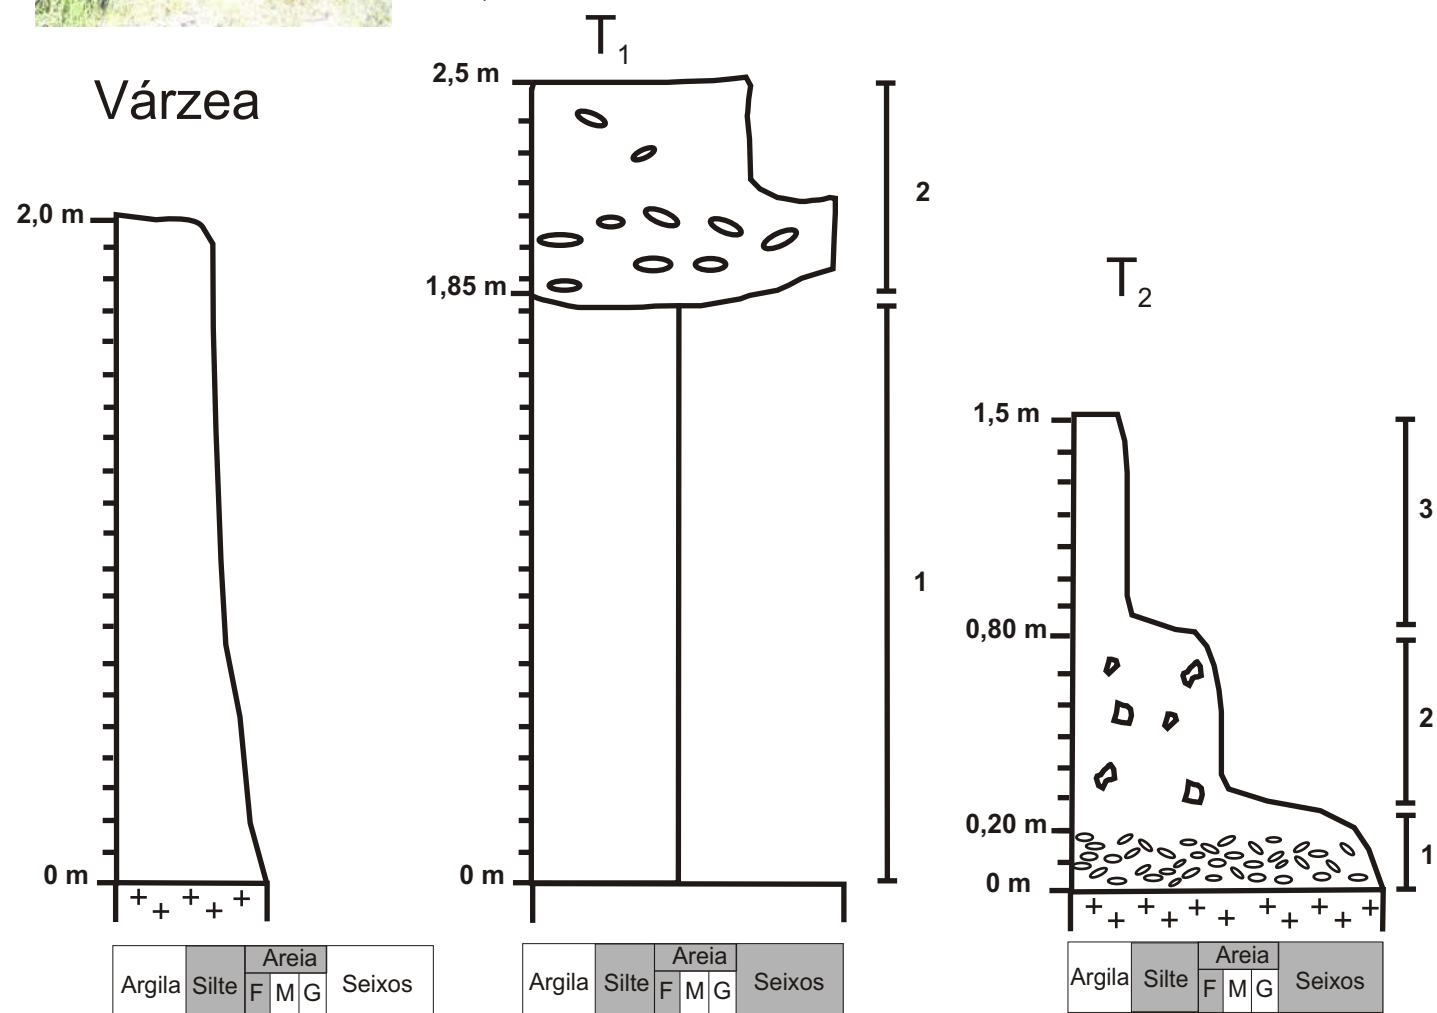 Várzea
2,0 m
0 m
+ + + + +
Argila Silte Areia F M G Seixos
T1
2,5 m
2
1,85 m
1
0 m
Argila Silte Areia F M G Seixos
T2
1,5 m
3
0,80 m
2
0,20 m
1
0 m
+ + + + + + + + + + +
Argila Silte Areia F M G Seixos